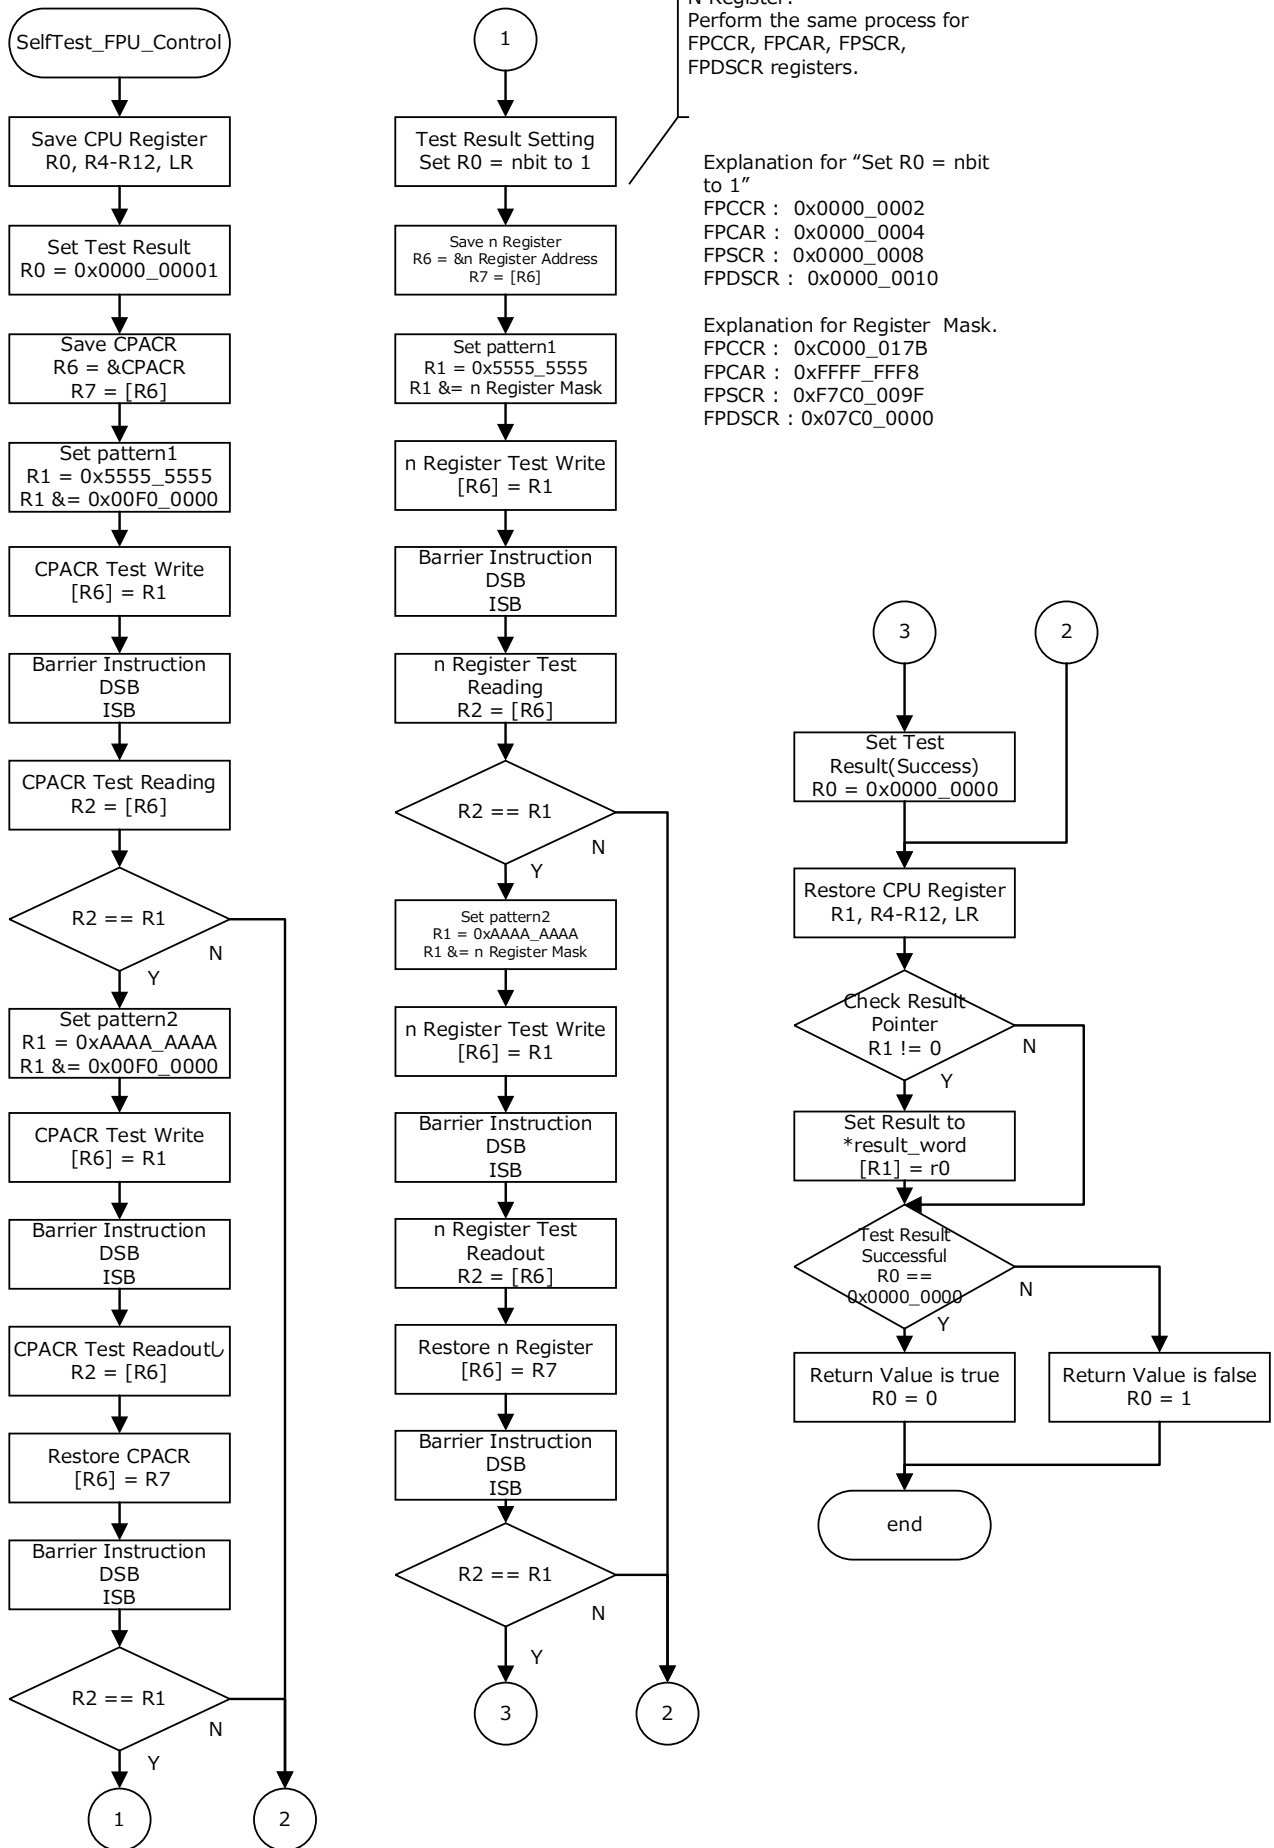 SelfTest_FPU_Control
Save CPU Register
R0, R4-R12, LR
Set Test Result
R0 = 0x0000_00001
Save CPACR
R6 = &CPACR
R7 = [R6]
Set pattern1
R1 = 0x5555_5555
R1 &= 0x00F0_0000
CPACR Test Write
[R6] = R1
Barrier Instruction
DSB
ISB
CPACR Test Reading
R2 = [R6]
R2 == R1
N
Y
Set pattern2
R1 = 0xAAAA_AAAA
R1 &= 0x00F0_0000
CPACR Test Write
[R6] = R1
Barrier Instruction
DSB
ISB
CPACR Test Readoutし
R2 = [R6]
Restore CPACR
[R6] = R7
Barrier Instruction
DSB
ISB
R2 == R1
N
Y
1
2
1
Test Result Setting
Set R0 = nbit to 1
Save n Register
R6 = &n Register Address
R7 = [R6]
Set pattern1
R1 = 0x5555_5555
R1 &= n Register Mask
n Register Test Write
[R6] = R1
Barrier Instruction
DSB
ISB
n Register Test
Reading
R2 = [R6]
R2 == R1
N
Y
Set pattern2
R1 = 0xAAAA_AAAA
R1 &= n Register Mask
n Register Test Write
[R6] = R1
Barrier Instruction
DSB
ISB
n Register Test
Readout
R2 = [R6]
Restore n Register
[R6] = R7
Barrier Instruction
DSB
ISB
R2 == R1
N
Y
3
2
N Register.
Perform the same process for
FPCCR, FPCAR, FPSCR,
FPDSCR registers.
Explanation for “Set R0 = nbit
to 1”
FPCCR : 0x0000_0002
FPCAR : 0x0000_0004
FPSCR : 0x0000_0008
FPDSCR : 0x0000_0010
Explanation for Register Mask.
FPCCR : 0xC000_017B
FPCAR : 0xFFFF_FFF8
FPSCR : 0xF7C0_009F
FPDSCR : 0x07C0_0000
3
2
Set Test
Result(Success)
R0 = 0x0000_0000
Restore CPU Register
R1, R4-R12, LR
Check Result
Pointer
R1 != 0
N
Y
Set Result to
*result_word
[R1] = r0
Test Result
Successful
R0 ==
0x0000_0000
N
Y
Return Value is true
R0 = 0
Return Value is false
R0 = 1
end